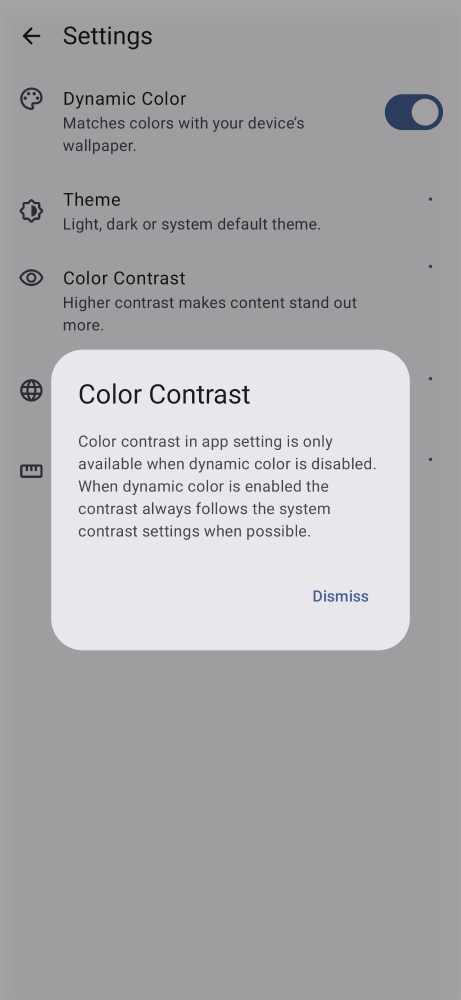 Settings
Dynamic Color
Matches colors with your device’s
wallpaper.
Theme
Light, dark or system default theme.
Color Contrast
Higher contrast makes content stand out
more.
Color Contrast
Color contrast in app setting is only
available when dynamic color is disabled.
When dynamic color is enabled the
contrast always follows the system
contrast settings when possible.
Dismiss